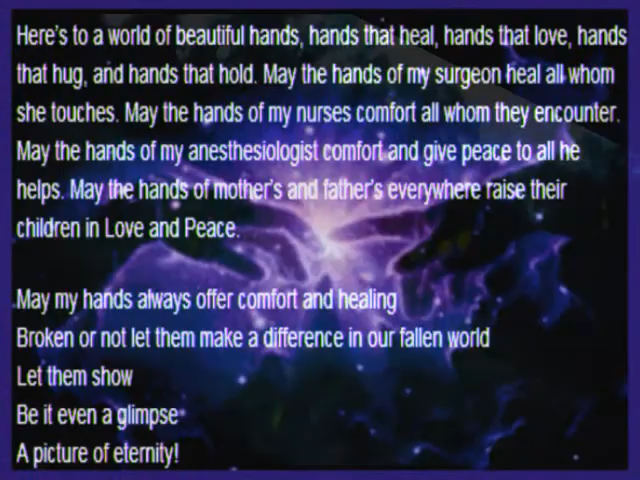 Here's to a world of beautiful hands, hands that heal, hands that love, hands
that hug, and hands that hold. May the hands of my surgeon heal all whom
she touches. May the hands of my nurses comfort all whom they encounter.
May the hands of my anesthesiologist comfort and give peace to all he
helps. May the hands of mother's and father's everywhere raise their
children in Love and Peace.
May my hands always offer comfort and healing
Broken or not let them make a difference in our fallen world
Let them show
Be it even a glimpse
A picture of eternity!